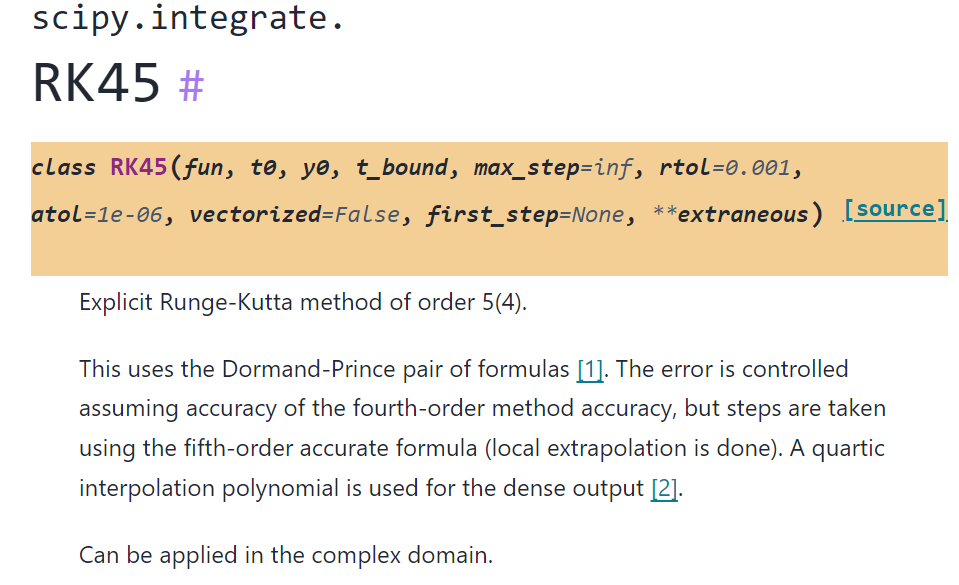 scipy.integrate.
RK45 #
class RK45(fun, t0, y0, t_bound, max_step=inf, rtol=0.001,
atol=1e-06, vectorized=False, first_step=None, **extraneous) [source]
Explicit Runge-Kutta method of order 5(4).
This uses the Dormand-Prince pair of formulas [1]. The error is controlled
assuming accuracy of the fourth-order method accuracy, but steps are taken
using the fifth-order accurate formula (local extrapolation is done). A quartic
interpolation polynomial is used for the dense output [2].
Can be applied in the complex domain.